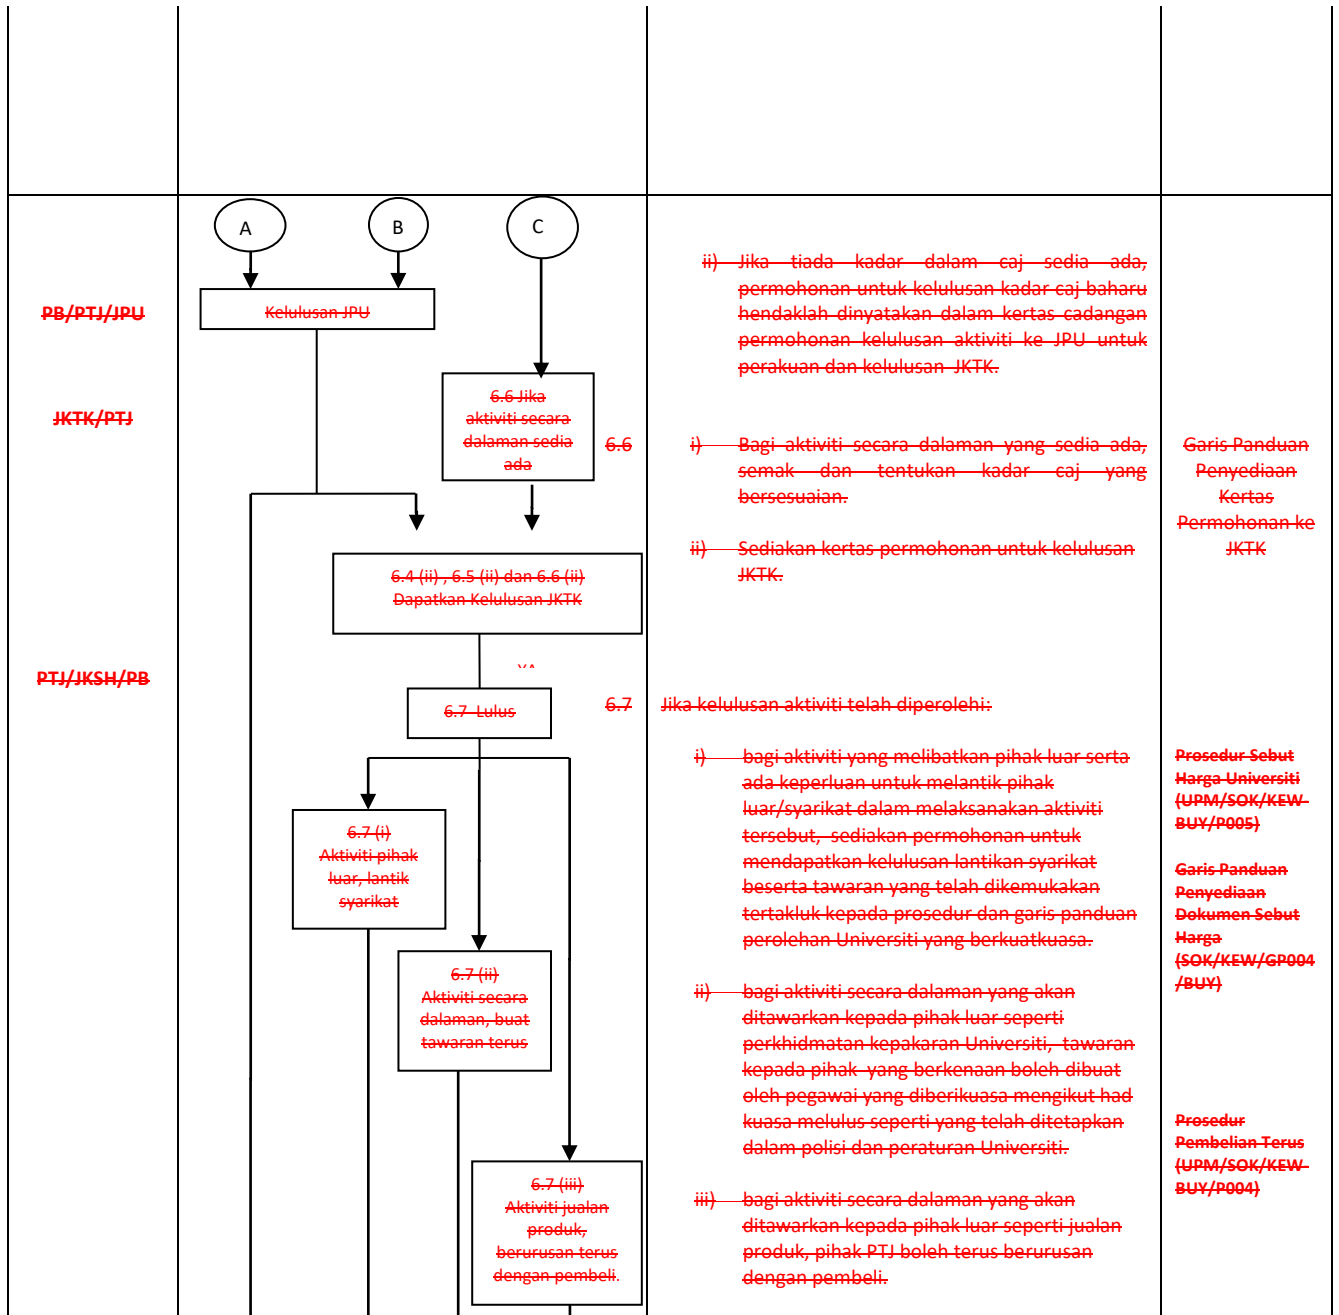 A
B
C
PB/PTJ/JPU
JKTK/PTJ
PTJ/JKSH/PB
Kelulusan JPU
6.6 Jika
aktiviti secara
dalaman sedia
ada
6.4 (ii) , 6.5 (ii) dan 6.6 (ii)
Dapatkan Kelulusan JKTK
6.7 Lulus
6.7 (i)
Aktiviti pihak
luar, lantik
syarikat
6.7 (ii)
Aktiviti secara
dalaman, buat
tawaran terus
6.7 (iii)
Aktiviti jualan
produk,
berurusan terus
dengan pembeli.
ii) Jika tiada kadar dalam caj sedia ada,
permohonan untuk kelulusan kadar caj baharu
hendaklah dinyatakan dalam kertas cadangan
permohonan kelulusan aktiviti ke JPU untuk
perakuan dan kelulusan JKTK.
6.6 i) Bagi aktiviti secara dalaman yang sedia ada,
semak dan tentukan kadar caj yang
bersesuaian.
ii) Sediakan kertas permohonan untuk kelulusan
JKTK.
6.7 Jika kelulusan aktiviti telah diperolehi:
i) bagi aktiviti yang melibatkan pihak luar serta
ada keperluan untuk melantik pihak
luar/syarikat dalam melaksanakan aktiviti
tersebut, sediakan permohonan untuk
mendapatkan kelulusan lantikan syarikat
beserta tawaran yang telah dikemukakan
tertakluk kepada prosedur dan garis panduan
perolehan Universiti yang berkuatkuasa.
ii) bagi aktiviti secara dalaman yang akan
ditawarkan kepada pihak luar seperti
perkhidmatan kepakaran Universiti, tawaran
kepada pihak yang berkenaan boleh dibuat
oleh pegawai yang diberikuasa mengikut had
kuasa melulus seperti yang telah ditetapkan
dalam polisi dan peraturan Universiti.
iii) bagi aktiviti secara dalaman yang akan
ditawarkan kepada pihak luar seperti jualan
produk, pihak PTJ boleh terus berurusan
dengan pembeli.
Garis Panduan
Penyediaan
Kertas
Permohonan ke
JKTK
Prosedur Sebut
Harga Universiti
(UPM/SOK/KEW-
BUY/P005)
Garis Panduan
Penyediaan
Dokumen Sebut
Harga
(SOK/KEW/GP004
/BUY)
Prosedur
Pembelian Terus
(UPM/SOK/KEW-
BUY/P004)